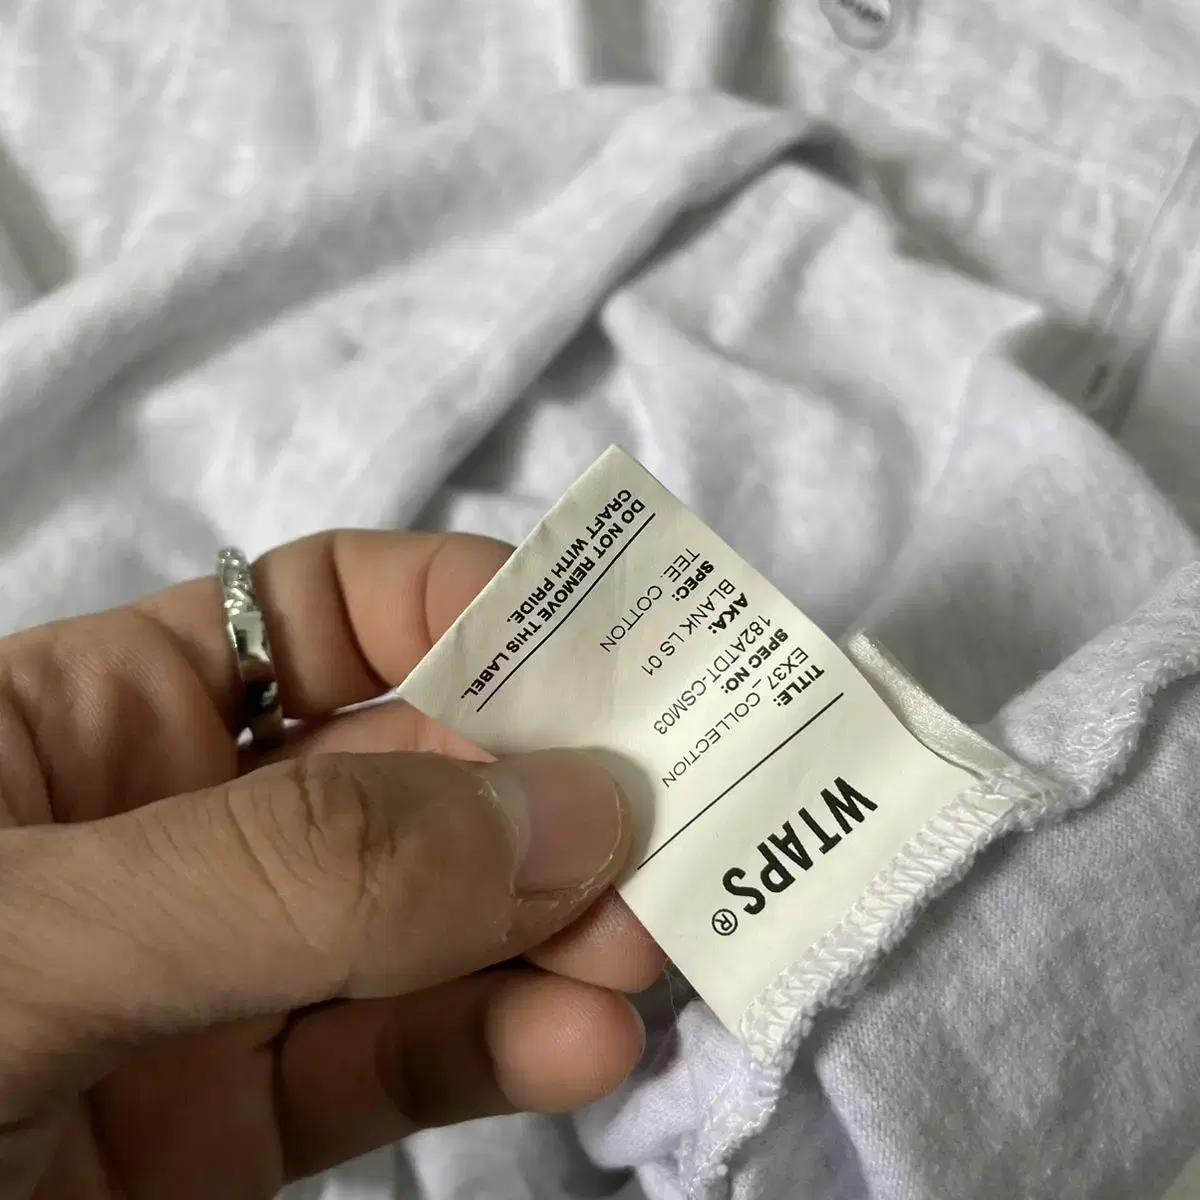 WTAPS®
TITLE:
EX37_COLLECTION
SPEC NO:
182ATDT-CSM03
AKA:
BLANK LS 01
SPEC:
TEE. COTTON
DO NOT REMOVE THIS LABEL.
CRAFT WITH PRIDE.